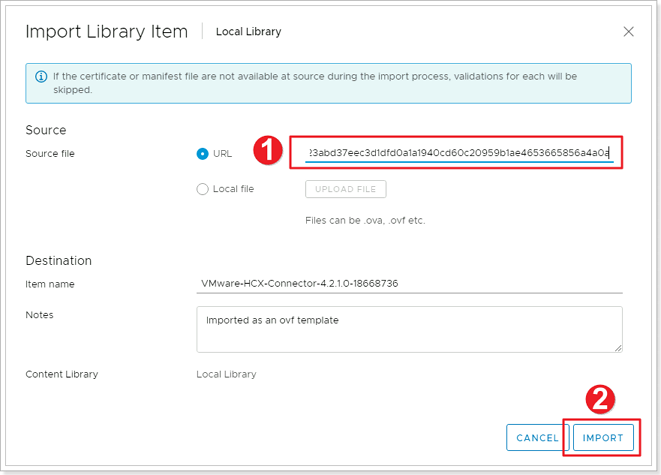 Import Library Item
Local Library
If the certificate or manifest file are not available at source during the import process, validations for each will be
skipped.
Source
Source file
URL
1
23abd37eec3d1dfd0a1a1940cd60c20959b1ae4653665856a4a0a
Local file
UPLOAD FILE
Files can be .ova, .ovf etc.
Destination
Item name
VMware-HCX-Connector-4.2.1.0-18668736
Notes
Imported as an ovf template
Content Library
Local Library
2
CANCEL
IMPORT